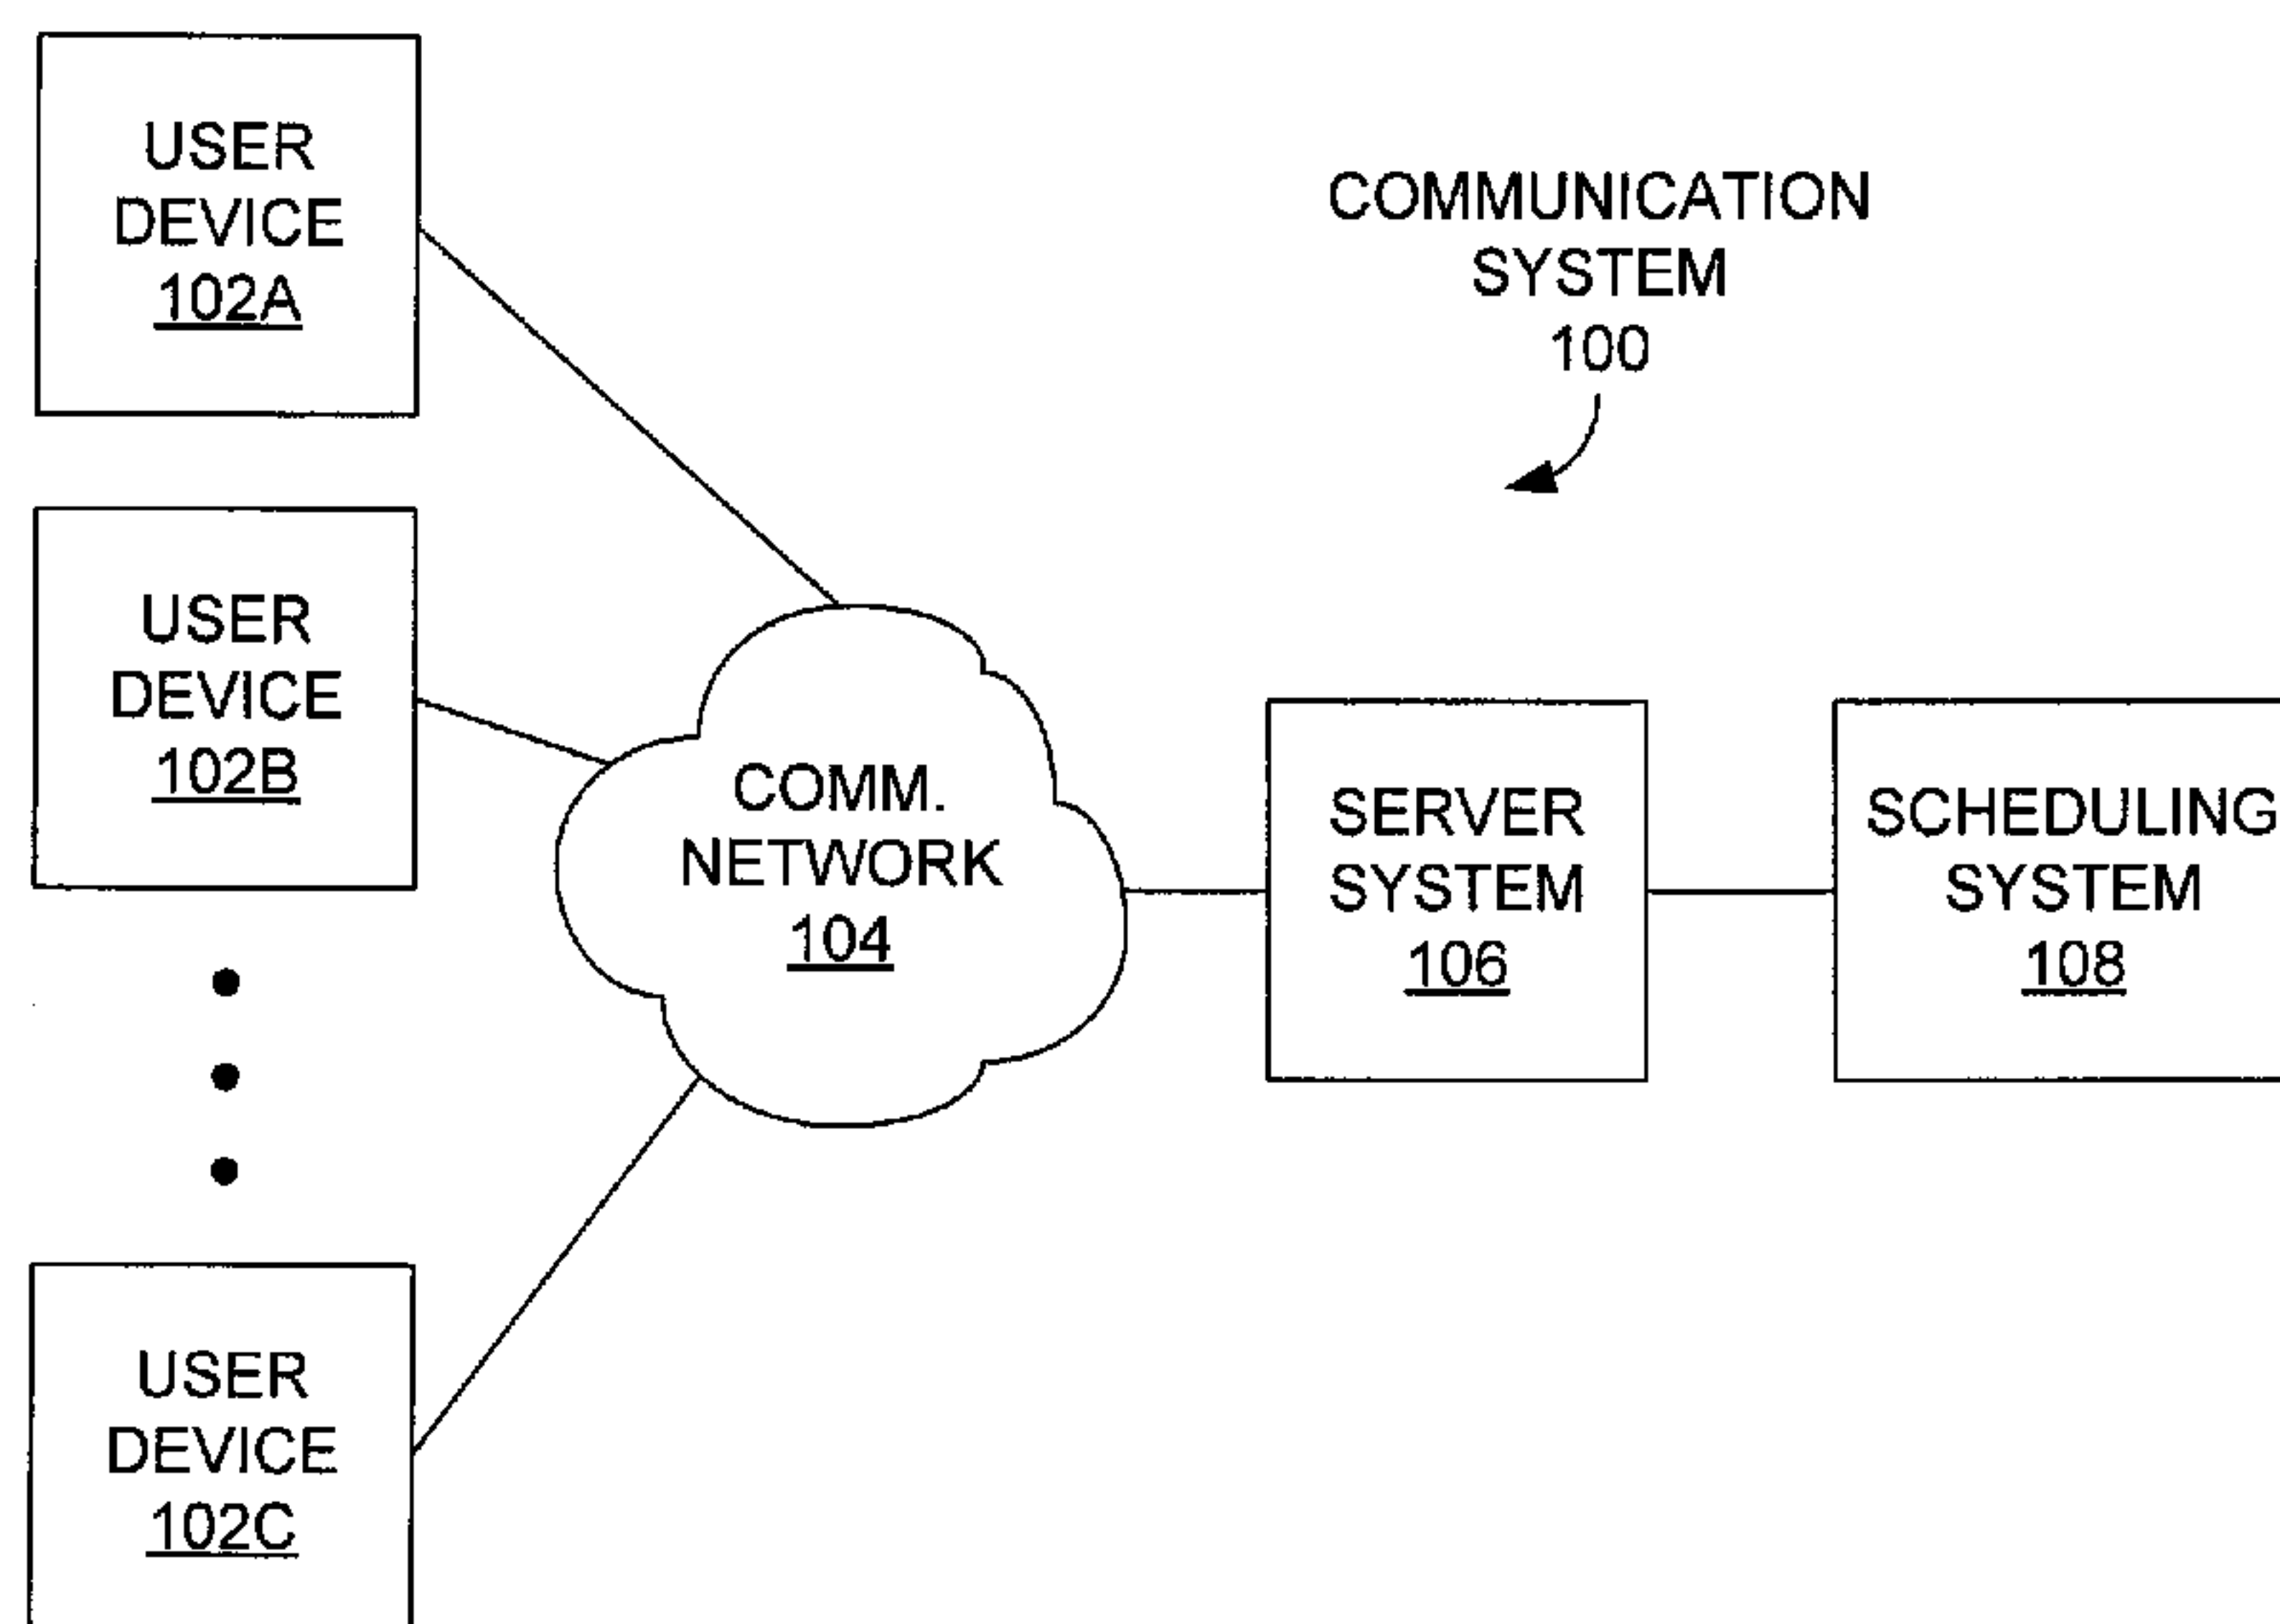 USER
DEVICE
102A
COMMUNICATION
SYSTEM
100
USER
DEVICE
102B
COMM.
NETWORK
104
SERVER
SYSTEM
106
SCHEDULING
SYSTEM
108
USER
DEVICE
102C